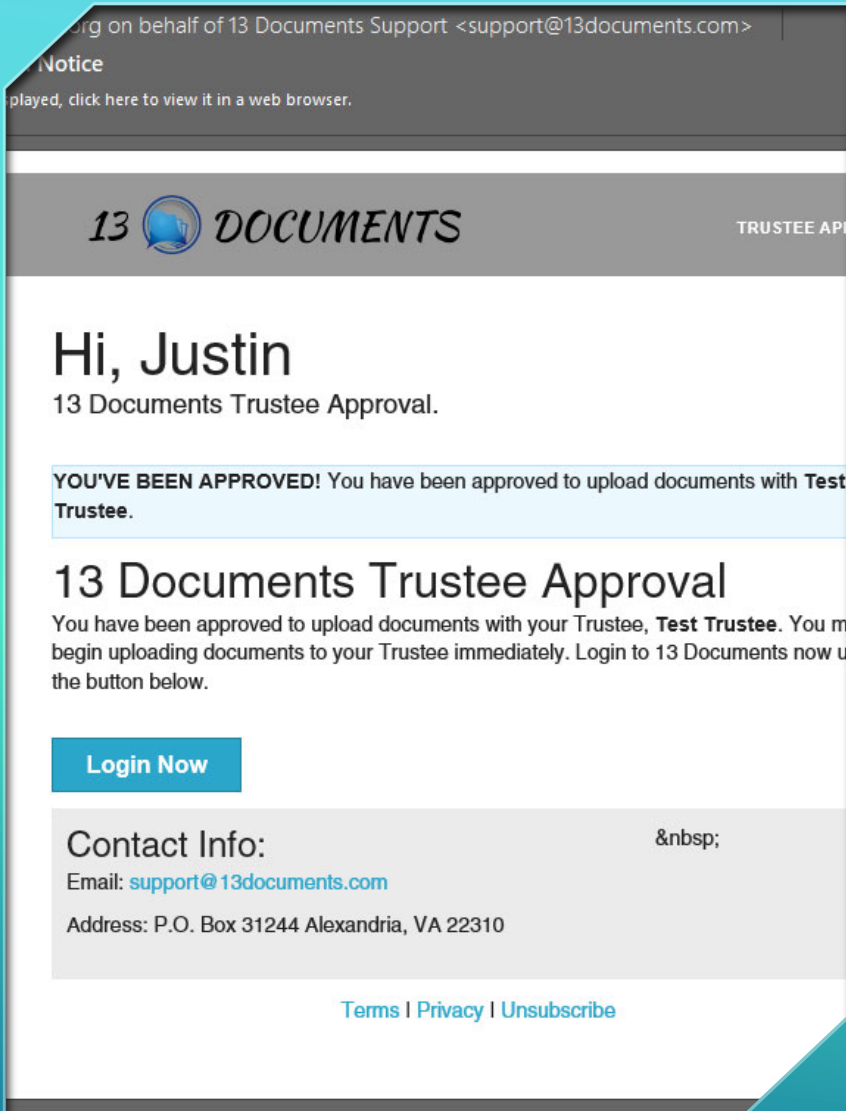 org on behalf of 13 Documents Support <support@13documents.com>
Notice
played, click here to view it in a web browser.
13 DOCUMENTS
TRUSTEE
Hi, Justin
13 Documents Trustee Approval.
YOU'VE BEEN APPROVED! You have been approved to upload documents with Test
Trustee.
13 Documents Trustee Approval
You have been approved to upload documents with your Trustee, Test Trustee. You
begin uploading documents to your Trustee immediately. Login to 13 Documents now
the button below.
Login Now
Contact Info:
&nbsp;
Email: support@13documents.com
Address: P.O. Box 31244 Alexandria, VA 22310
Terms | Privacy | Unsubscribe